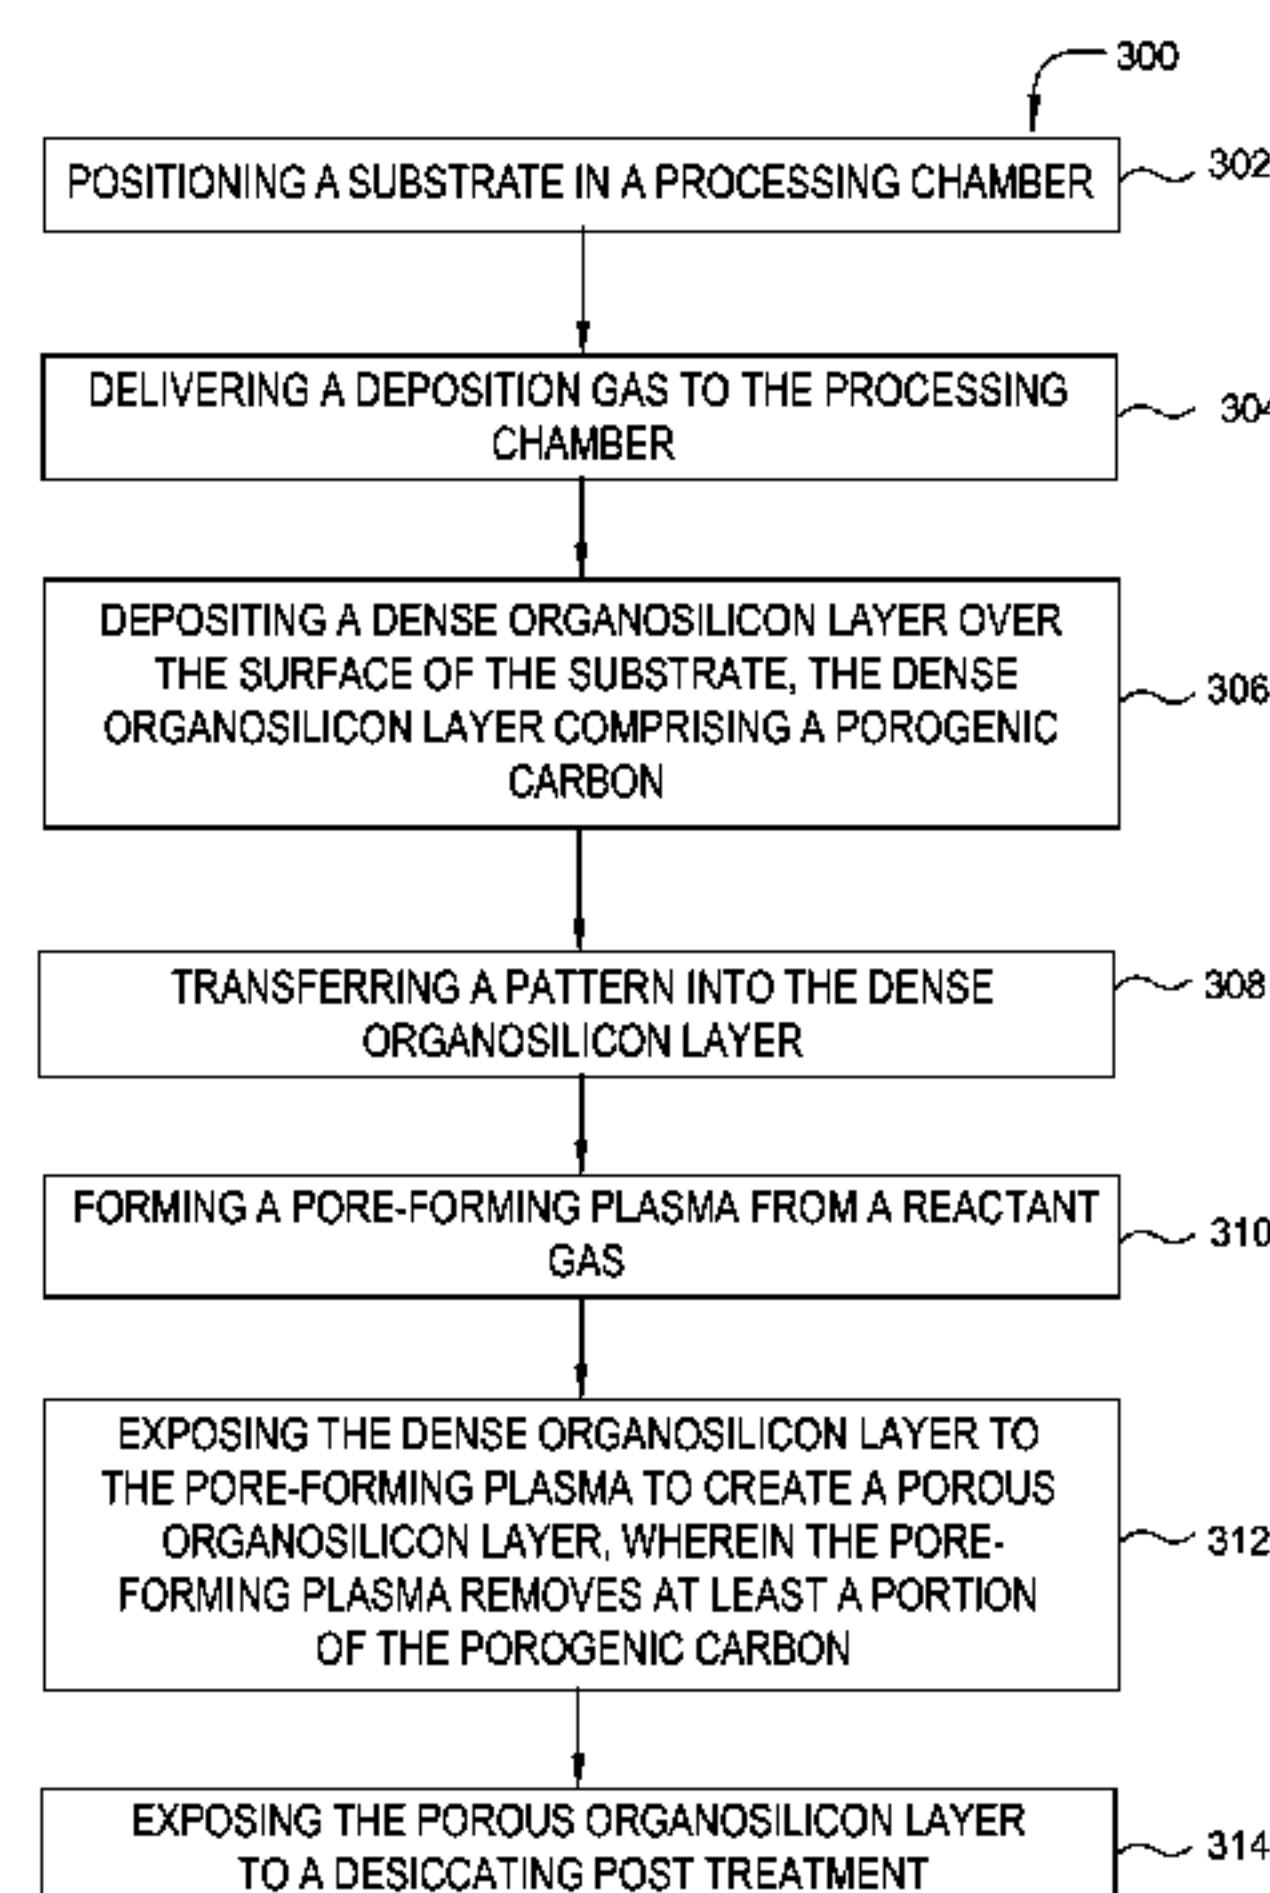 300
POSITIONING A SUBSTRATE IN A PROCESSING CHAMBER
302
DELIVERING A DEPOSITION GAS TO THE PROCESSING
CHAMBER
304
DEPOSITING A DENSE ORGANOSILICON LAYER OVER
THE SURFACE OF THE SUBSTRATE, THE DENSE
ORGANOSILICON LAYER COMPRISING A POROGENIC
CARBON
306
TRANSFERRING A PATTERN INTO THE DENSE
ORGANOSILICON LAYER
308
FORMING A PORE-FORMING PLASMA FROM A REACTANT
GAS
310
EXPOSING THE DENSE ORGANOSILICON LAYER TO
THE PORE-FORMING PLASMA TO CREATE A POROUS
ORGANOSILICON LAYER, WHEREIN THE PORE-
FORMING PLASMA REMOVES AT LEAST A PORTION
OF THE POROGENIC CARBON
312
EXPOSING THE POROUS ORGANOSILICON LAYER
TO A DESICCATING POST TREATMENT
314